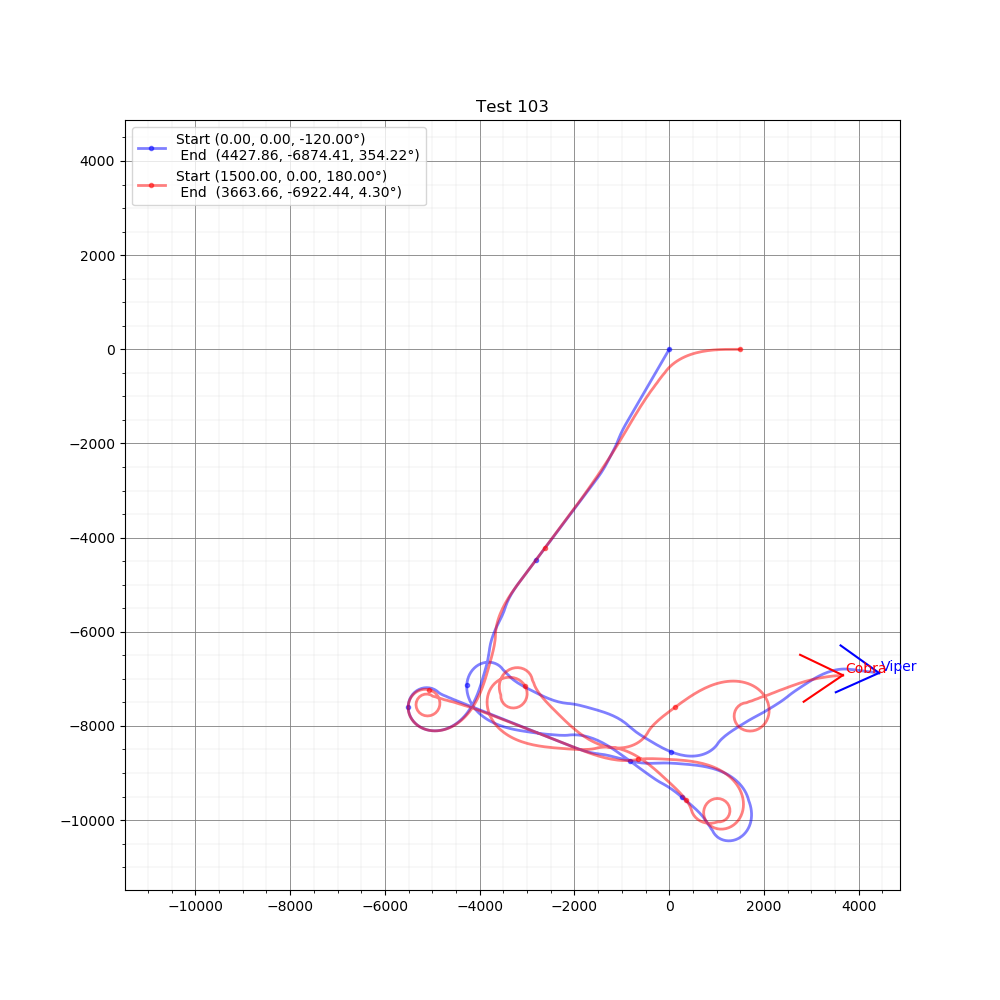 Test 103
Start (0.00, 0.00, -120.00°)
End  (4427.86, -6874.41, 354.22°)
Start (1500.00, 0.00, 180.00°)
End  (3663.66, -6922.44, 4.30°)
4000
2000
0
−2000
−4000
−6000
−8000
−10000
Cobra
Viper
−10000
−8000
−6000
−4000
−2000
0
2000
4000